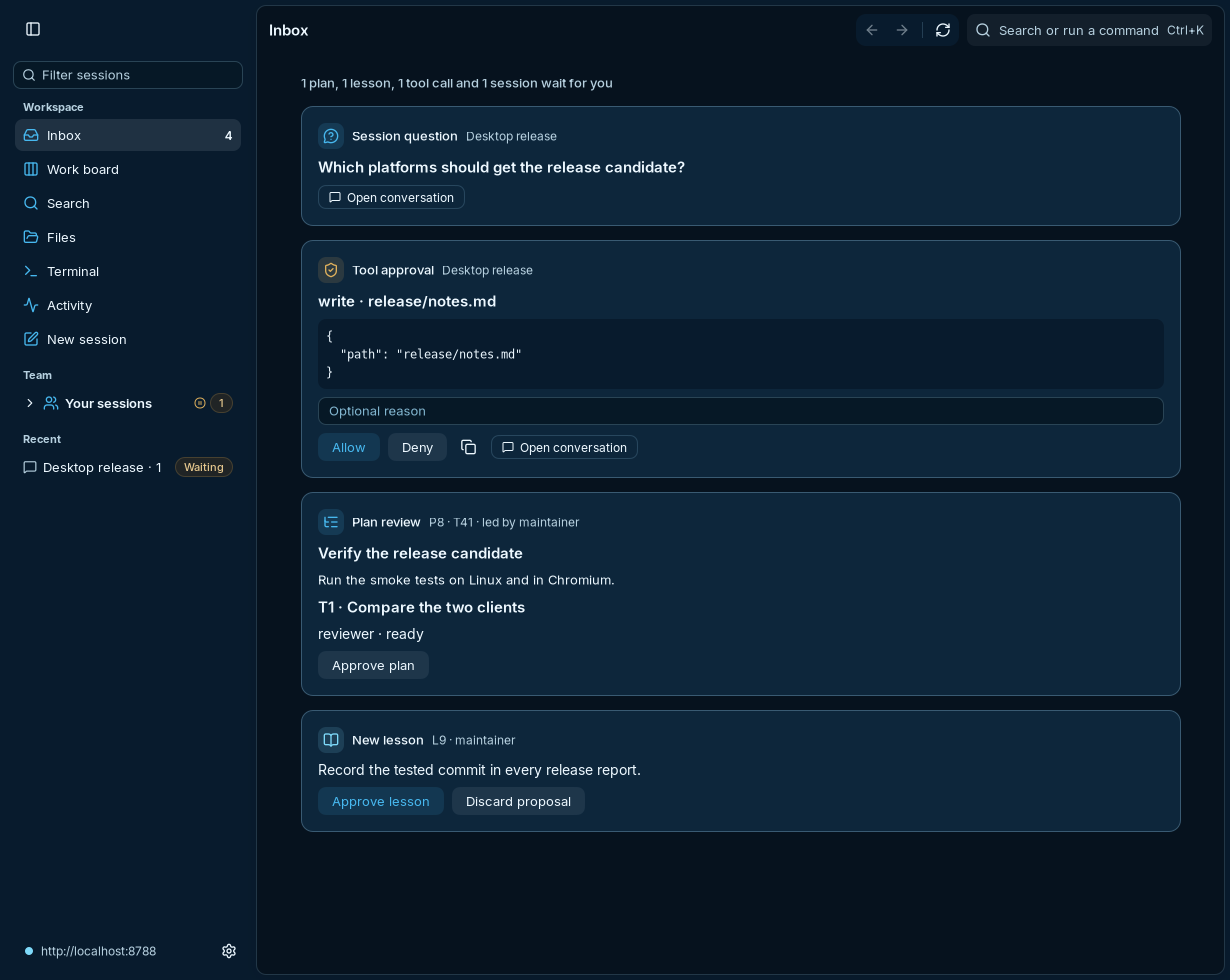 Inbox
Search or run a command Ctrl+K
Filter sessions
Workspace
Inbox 4
Work board
Search
Files
Terminal
Activity
New session
Team
Your sessions 1
Recent
Desktop release · 1 Waiting
http://localhost:8788
1 plan, 1 lesson, 1 tool call and 1 session wait for you
Session question Desktop release
Which platforms should get the release candidate?
Open conversation
Tool approval Desktop release
write · release/notes.md
{
"path": "release/notes.md"
}
Optional reason
Allow Deny Open conversation
Plan review P8 · T41 · led by maintainer
Verify the release candidate
Run the smoke tests on Linux and in Chromium.
T1 · Compare the two clients
reviewer · ready
Approve plan
New lesson L9 · maintainer
Record the tested commit in every release report.
Approve lesson Discard proposal